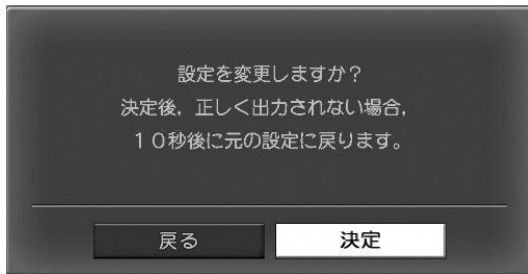 設定を変更しますか?
決定後, 正しく出力されない場合,
10秒後に元の設定に戻ります。
戻る
決定